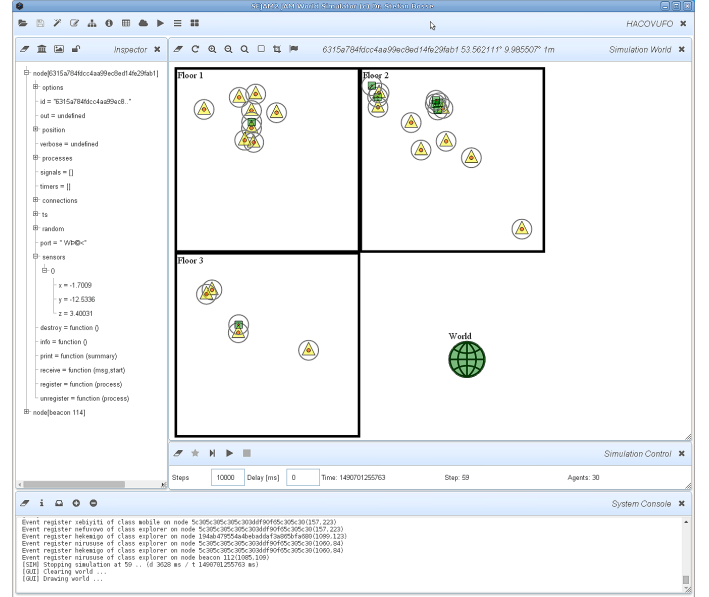 SEJAM2: AM World Simulator (c) Dr. Stefan Bosse
HACOVUFO
Inspector
6315a784fdcc4aa99ec8ed14fe29fab1 53.562111° 9.985507° 1m
Simulation World
node[6315a784fdcc4aa99ec8ed14fe29fab1]
options
id = "6315a784fdcc4aa99ec8.."
out = undefined
position
verbose = undefined
processes
signals = []
timers = []
connections
ts
random
port =
sensors
0
x = -1.7009
y = -12.5336
z = 3.40031
destroy = function ()
info = function ()
print = function (summary)
receive = function (msg,start)
register = function (process)
unregister = function (process)
node[beacon 114]
Floor 1
Floor 2
Floor 3
World
Simulation Control
Steps 10000 Delay [ms] 0 Time: 1490701255763 Step: 59 Agents: 30
System Console
Event register xebiyiti of class mobile on node 5c305c305c305c303ddf90f65c305c30(157.223)
Event register nefuvowo of class explorer on node 5c305c305c305c303ddf90f65c305c30(157.223)
Event register hekemigo of class explorer on node 194ab479554a4bebaddaf3a865bfa680(1099.123)
Event register nirususe of class explorer on node 5c305c305c305c303ddf90f65c305c30(1060.84)
Event register hekemigo of class explorer on node 5c305c305c305c303ddf90f65c305c30(1060.84)
Event register nirususe of class explorer on node beacon 112(1085.109)
[SIM] Stopping simulation at 59 .. (d 3628 ms / t 1490701255763 ms)
[GUI] Clearing world ...
[GUI] Drawing world ...